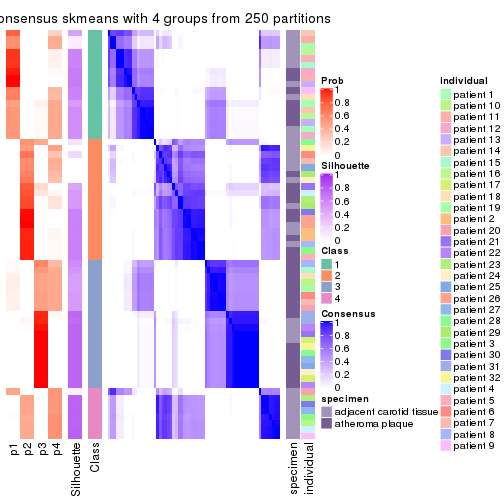 onsensus skmeans with 4 groups from 250 partitions
Prob
1
0.8
0.6
0.4
0.2
0
Silhouette
1
0.8
0.6
0.4
0.2
0
Class
1
2
3
4
Consensus
1
0.8
0.6
0.4
0.2
0
specimen
adjacent carotid tissue
atheroma plaque
individual
patient 1
patient 10
patient 11
patient 12
patient 13
patient 14
patient 15
patient 16
patient 17
patient 18
patient 19
patient 2
patient 20
patient 21
patient 22
patient 23
patient 24
patient 25
patient 26
patient 27
patient 28
patient 29
patient 3
patient 30
patient 31
patient 32
patient 4
patient 5
patient 6
patient 7
patient 8
patient 9
p1
p2
p3
p4
Silhouette
Class
specimen
individual